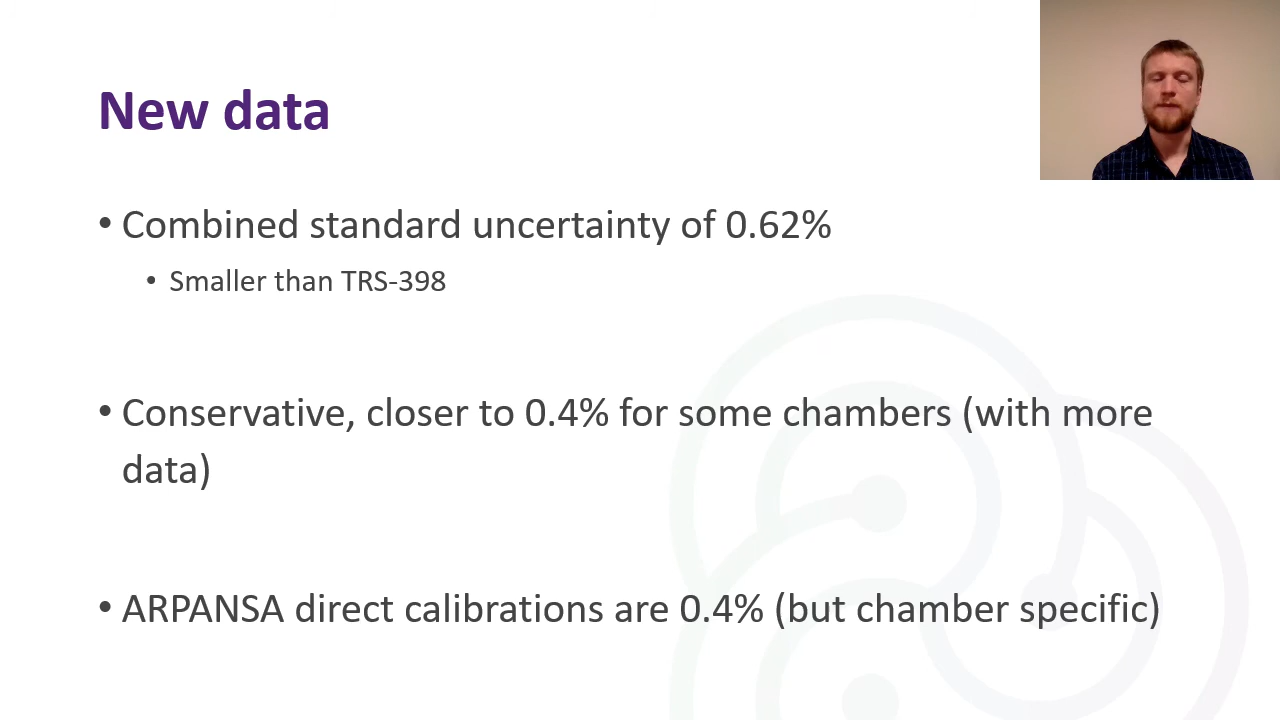 New data
• Combined standard uncertainty of 0.62%
• Smaller than TRS-398
• Conservative, closer to 0.4% for some chambers (with more
data)
• ARPANSA direct calibrations are 0.4% (but chamber specific)